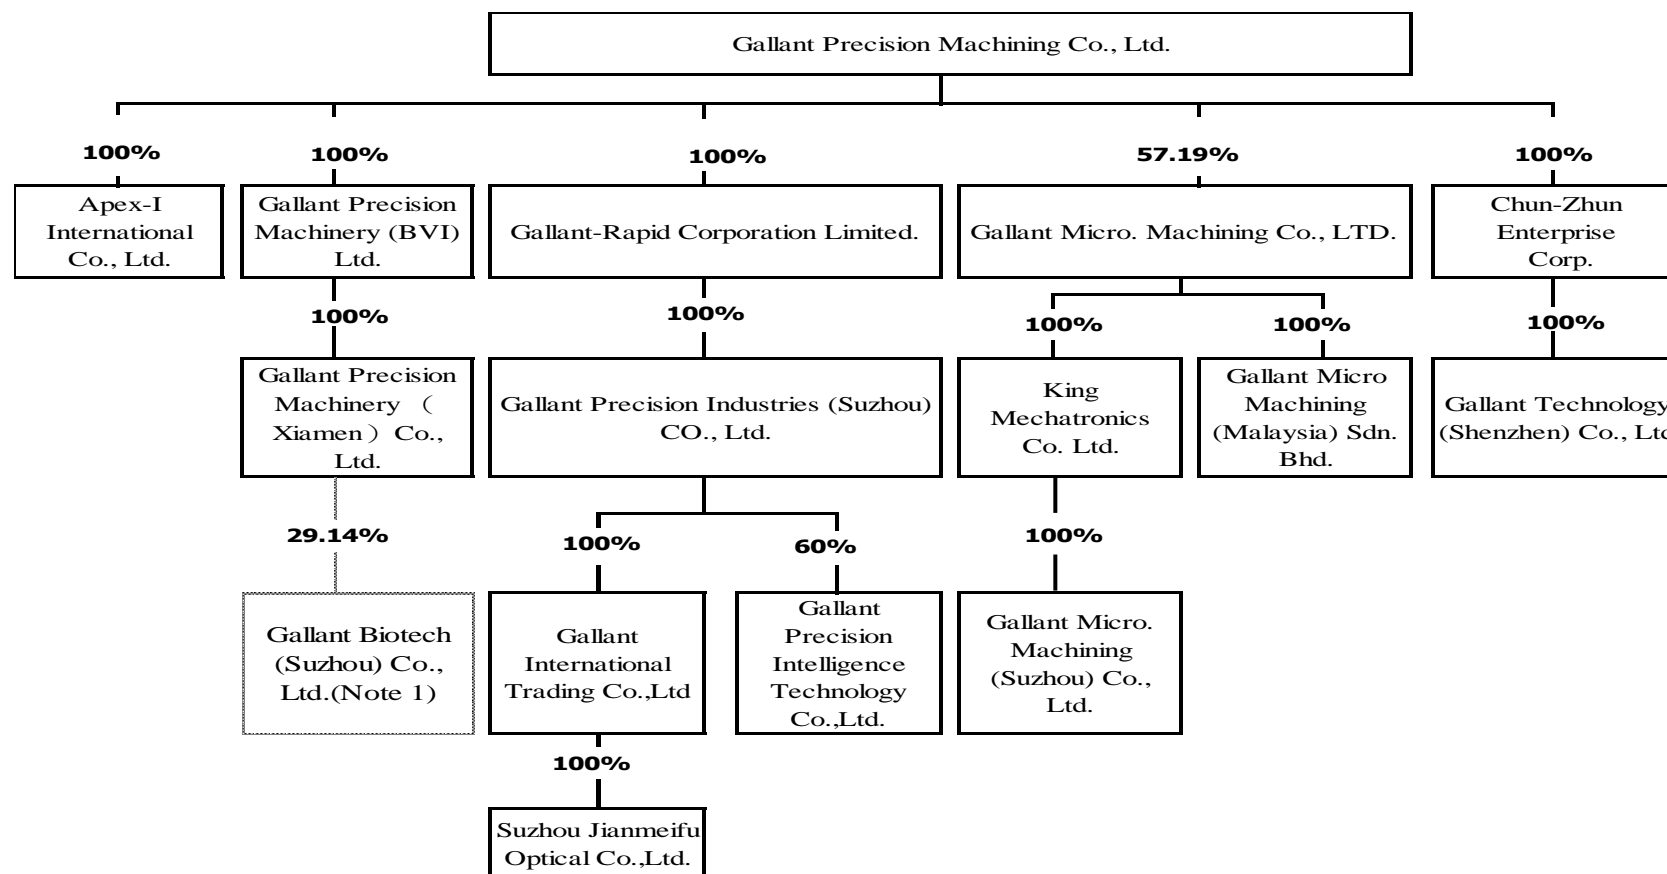 Gallant Precision Machining Co., Ltd.
100%
100%
100%
57.19%
100%
Apex-I
International
Co., Ltd.
Gallant Precision
Machinery (BVI)
Ltd.
Gallant-Rapid Corporation Limited.
Gallant Micro. Machining Co., LTD.
Chun-Zhun
Enterprise
Corp.
100%
100%
100%
100%
100%
Gallant Precision
Machinery （
Xiamen ）Co.,
Ltd.
Gallant Precision Industries (Suzhou)
CO., Ltd.
King
Mechatronics
Co. Ltd.
Gallant Micro
Machining
(Malaysia) Sdn.
Bhd.
Gallant Technology
(Shenzhen) Co., Ltd
29.14%
100%
60%
100%
Gallant Biotech
(Suzhou) Co.,
Ltd.(Note 1)
Gallant
International
Trading Co.,Ltd
Gallant
Precision
Intelligence
Technology
Co.,Ltd.
Gallant Micro.
Machining
(Suzhou) Co.,
Ltd.
100%
Suzhou Jianmeifu
Optical Co.,Ltd.